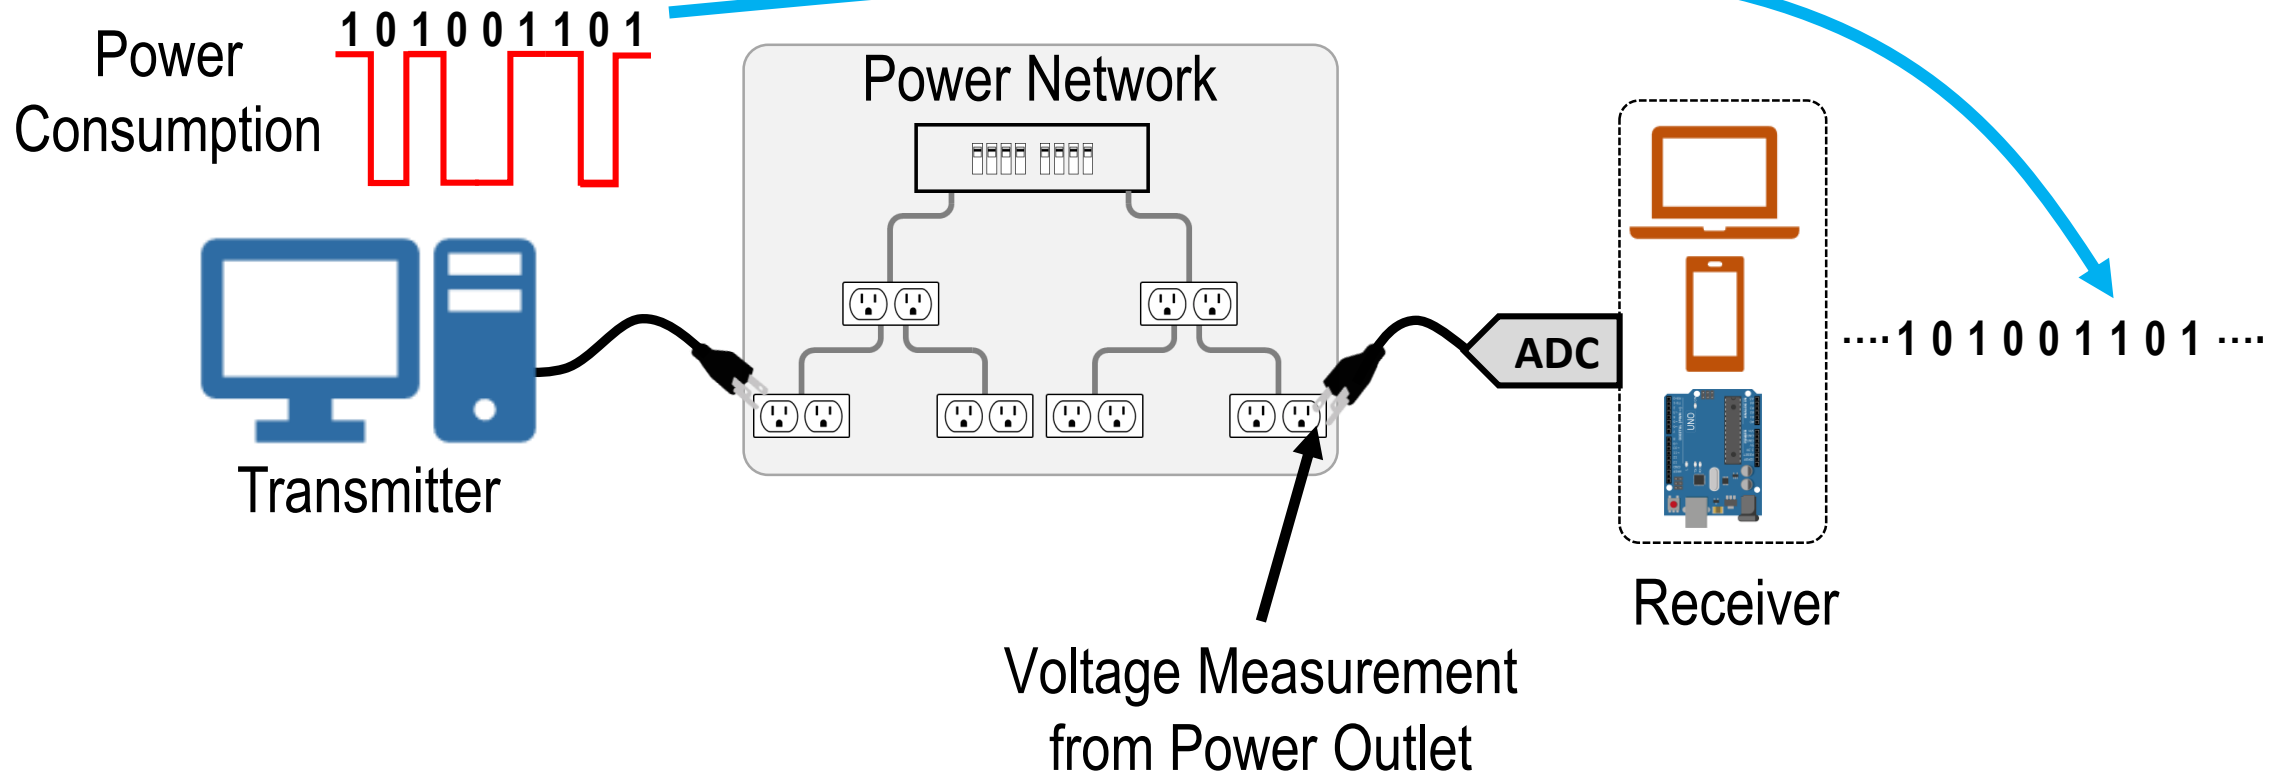 Power
Consumption
1 0 1 0 0 1 1 0 1
Power Network
ADC
UNO
....1 0 1 0 0 1 1 0 1 ....
Transmitter
Receiver
Voltage Measurement
from Power Outlet